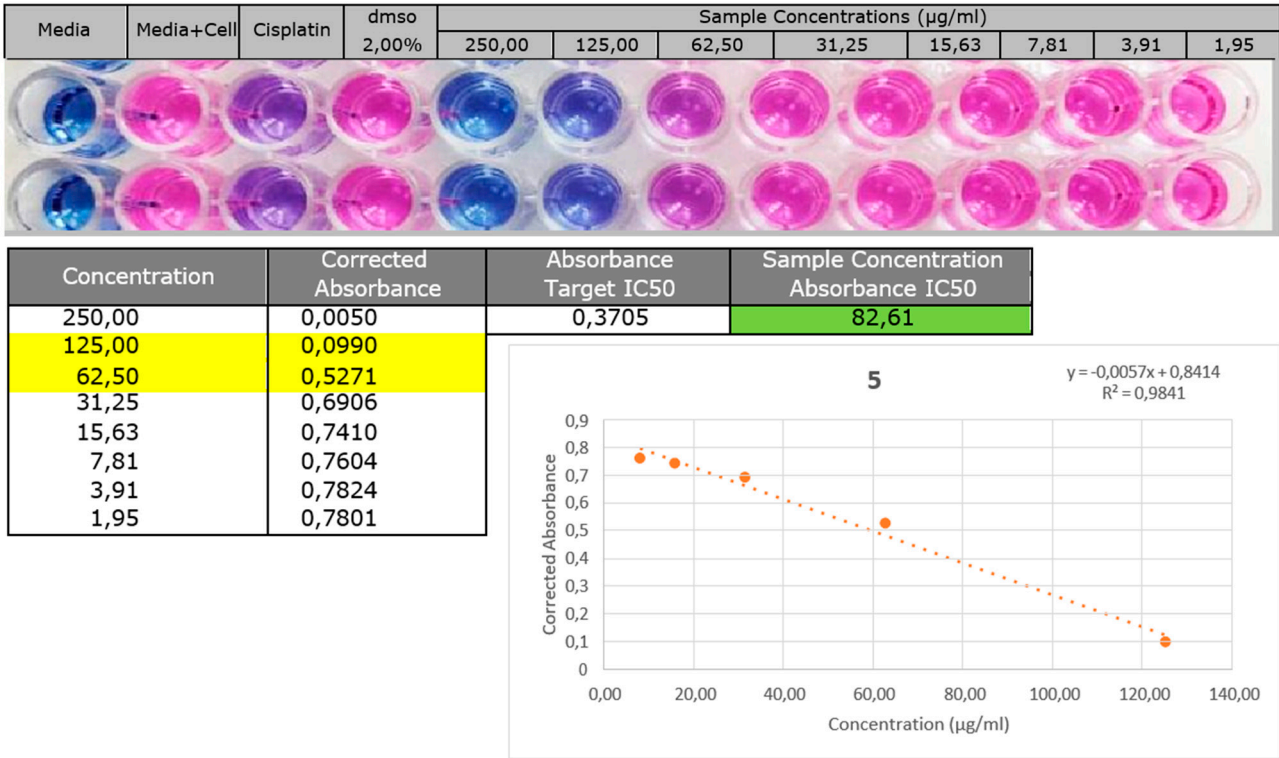 Media Media+Cell Cisplatin dmso 2,00% Sample Concentrations (µg/ml)
250,00 125,00 62,50 31,25 15,63 7,81 3,91 1,95
Concentration Corrected Absorbance Absorbance Target IC50 Sample Concentration Absorbance IC50
250,00 0,0050 0,3705 82,61
125,00 0,0990
62,50 0,5271
31,25 0,6906
15,63 0,7410
7,81 0,7604
3,91 0,7824
1,95 0,7801
5
y = -0,0057x + 0,8414
R² = 0,9841
Corrected Absorbance
0,9
0,8
0,7
0,6
0,5
0,4
0,3
0,2
0,1
0
0,00 20,00 40,00 60,00 80,00 100,00 120,00 140,00
Concentration (µg/ml)